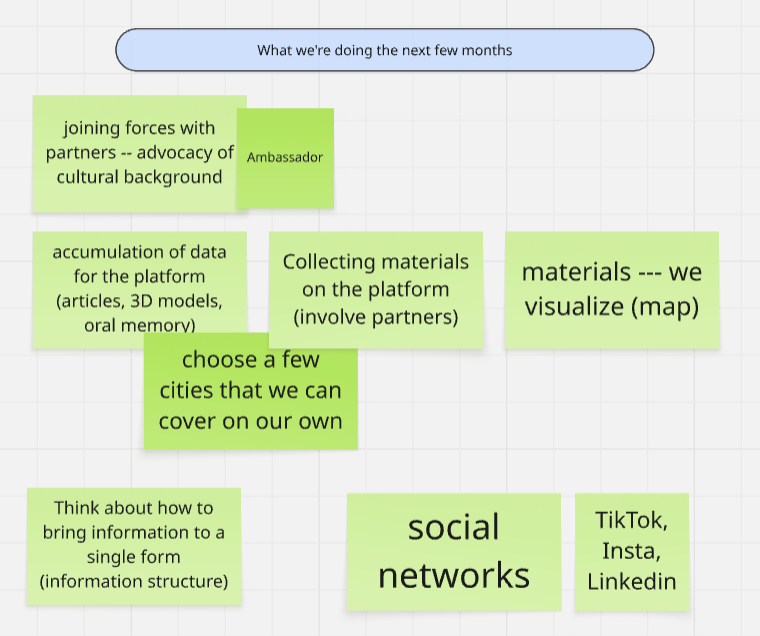 What we're doing the next few months
joining forces with
partners -- advocacy of
cultural background
Ambassador
accumulation of data
for the platform
(articles, 3D models,
oral memory)
Collecting materials
on the platform
(involve partners)
materials --- we
visualize (map)
choose a few
cities that we can
cover on our own
Think about how to
bring information to a
single form
(information structure)
social
networks
TikTok,
Insta,
Linkedin